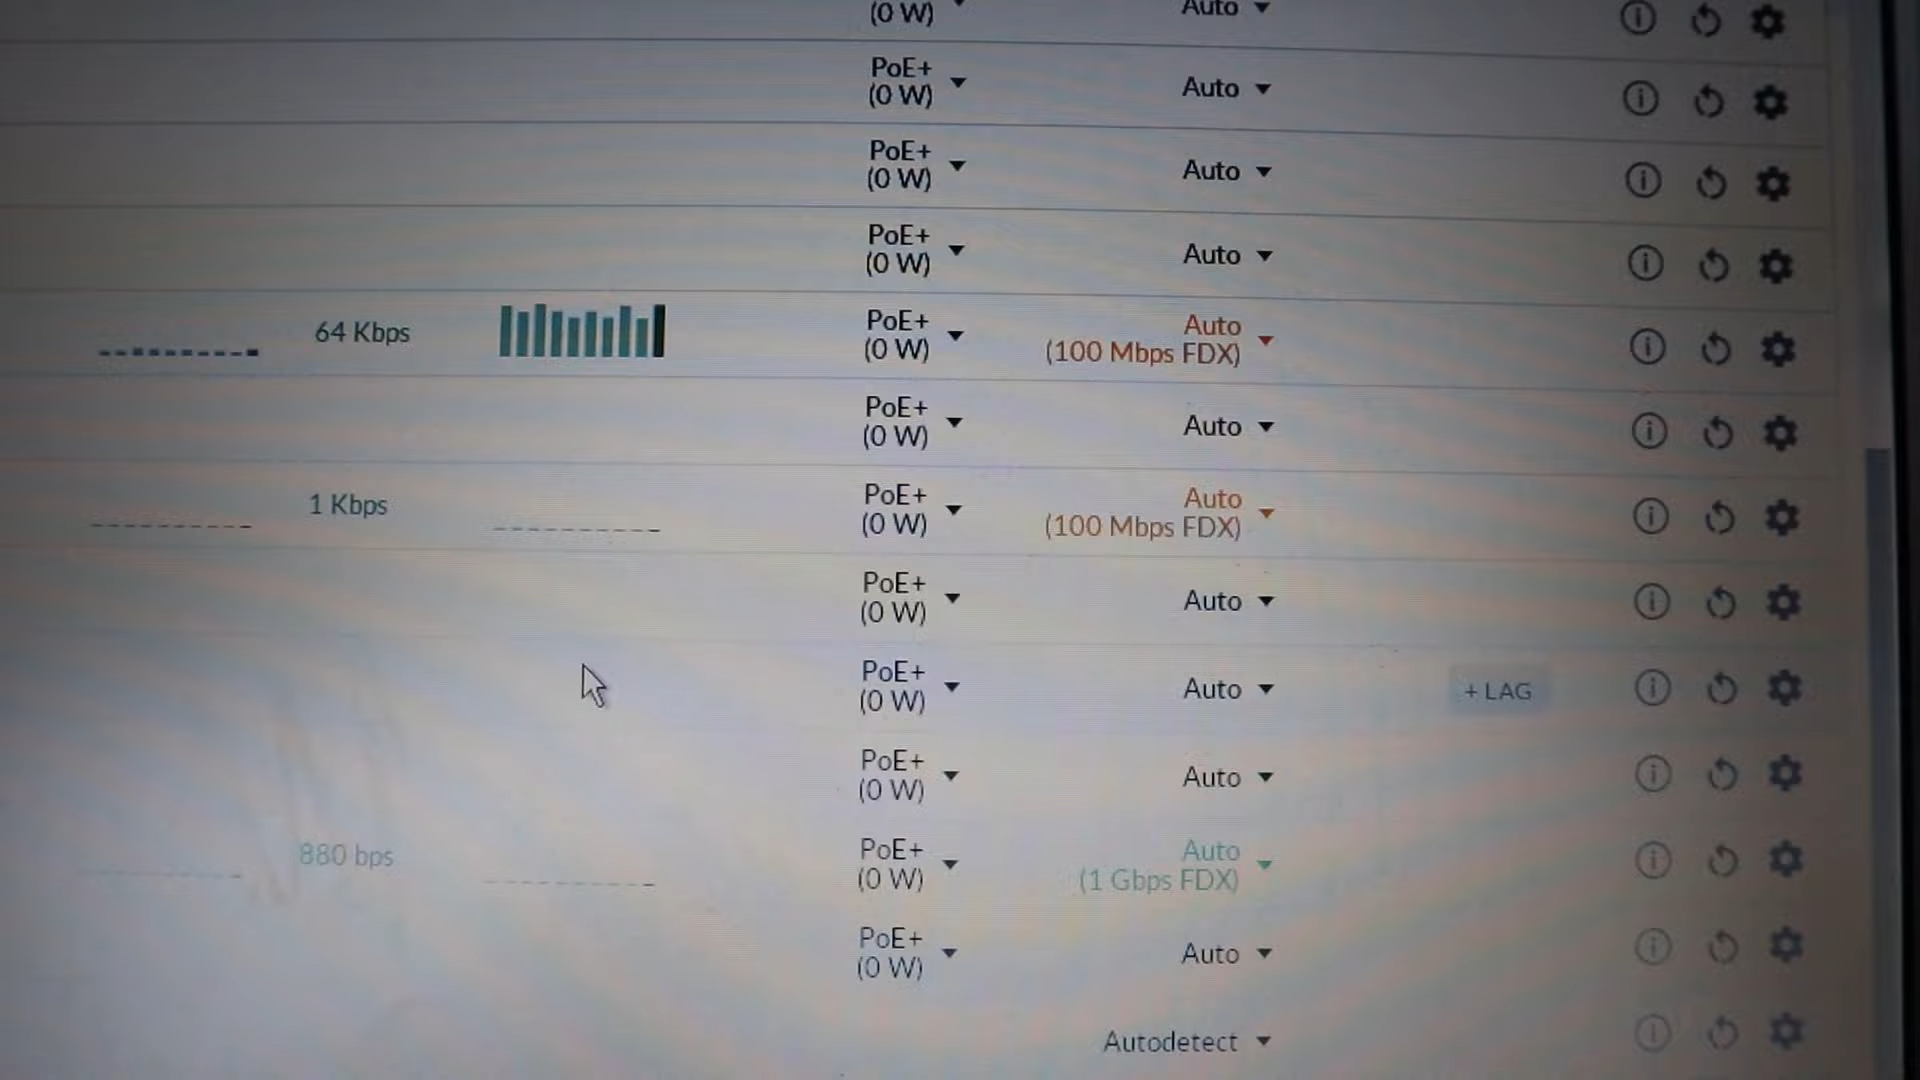 (0 W) Auto
PoE+
(0 W) Auto
PoE+
(0 W) Auto
PoE+
(0 W) Auto
64 Kbps PoE+ Auto
(0 W) (100 Mbps FDX)
PoE+
(0 W) Auto
1 Kbps PoE+ Auto
(0 W) (100 Mbps FDX)
PoE+
(0 W) Auto
PoE+
(0 W) Auto + LAG
PoE+
(0 W) Auto
880 bps PoE+ Auto
(0 W) (1 Gbps FDX)
PoE+
(0 W) Auto
Autodetect